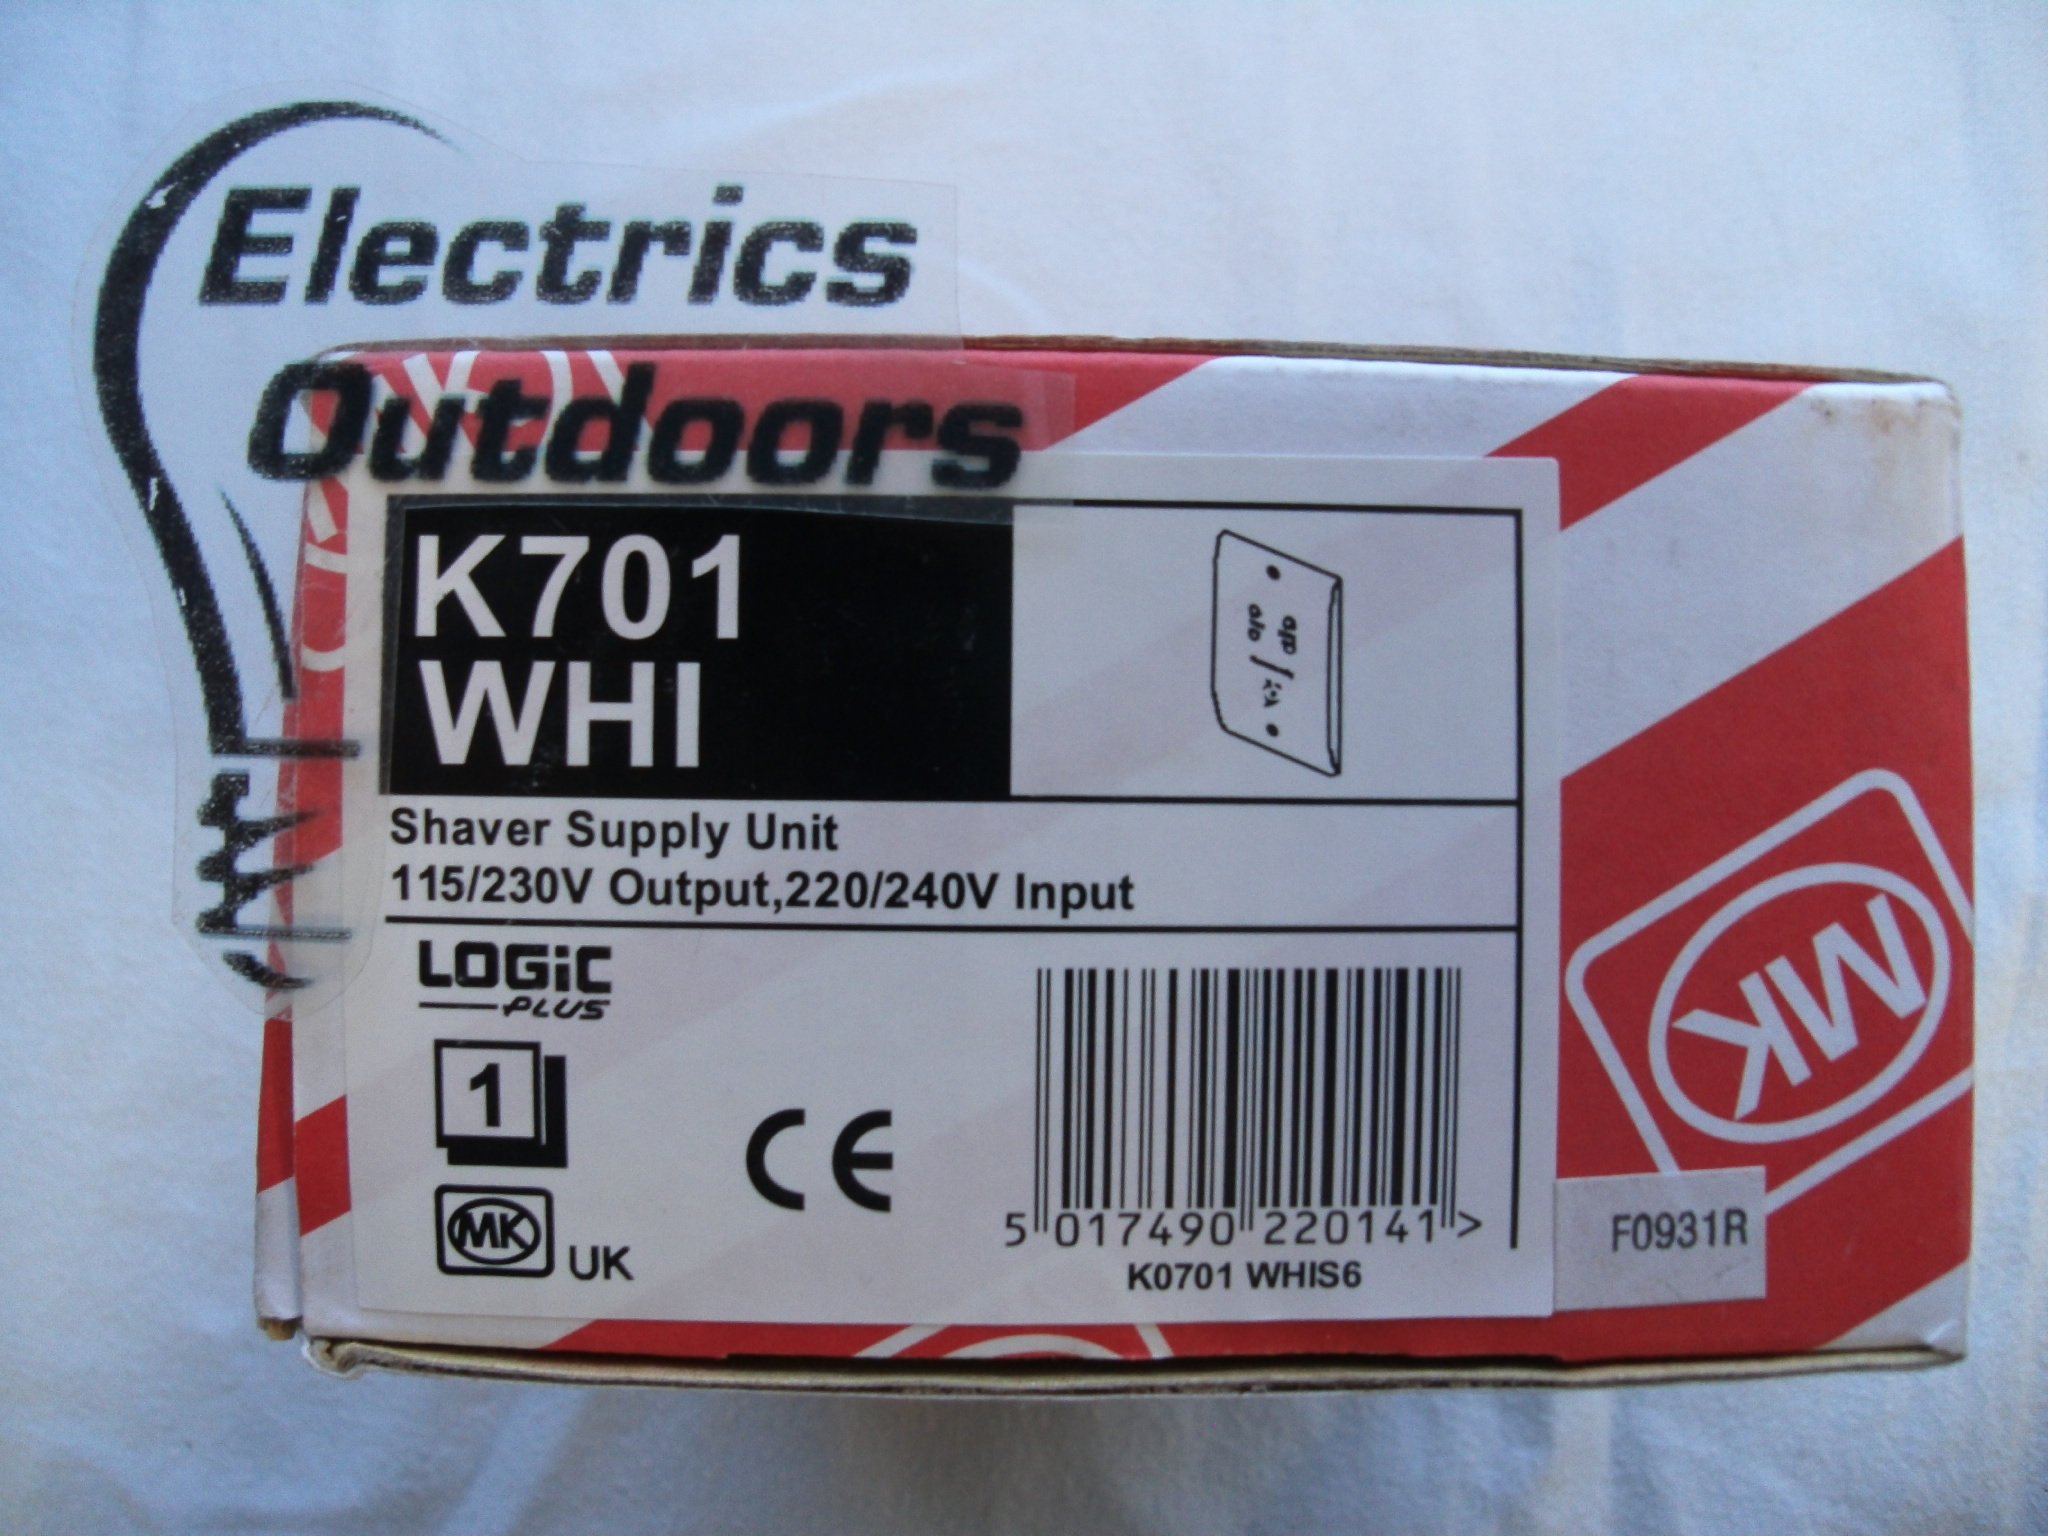 Electrics
Outdoors
K701
WHI
Shaver Supply Unit
115/230V Output,220/240V Input
LOGiC
PLUS
1
CE
MK
UK
5 017490 220141 >
K0701 WHIS6
MK
F0931R